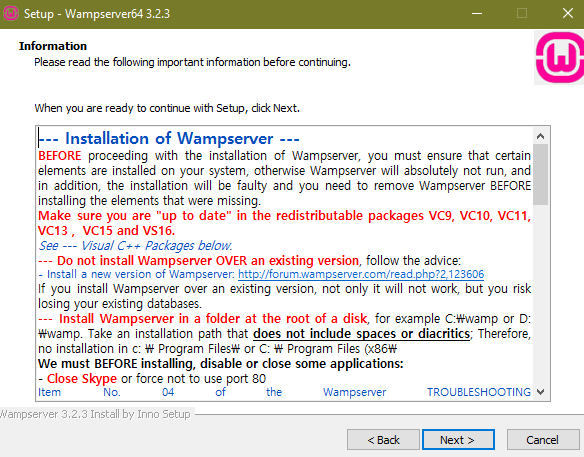 Setup - Wampserver64 3.2.3
Information
Please read the following important information before continuing.
When you are ready to continue with Setup, click Next.
--- Installation of Wampserver ---
BEFORE proceeding with the installation of Wampserver, you must ensure that certain
elements are installed on your system, otherwise Wampserver will absolutely not run, and
in addition, the installation will be faulty and you need to remove Wampserver BEFORE
installing the elements that were missing.
Make sure you are "up to date" in the redistributable packages VC9, VC10, VC11,
VC13 , VC15 and VS16.
See --- Visual C++ Packages below.
--- Do not install Wampserver OVER an existing version, follow the advice:
- Install a new version of Wampserver: http://forum.wampserver.com/read.php?2,123606
If you install Wampserver over an existing version, not only it will not work, but you risk
losing your existing databases.
--- Install Wampserver in a folder at the root of a disk, for example C:₩wamp or D:
₩wamp. Take an installation path that does not include spaces or diacritics; Therefore,
no installation in c: ₩ Program Files₩ or C: ₩ Program Files (x86₩
We must BEFORE installing, disable or close some applications:
- Close Skype or force not to use port 80
Item No. 04 of the Wampserver TROUBLESHOOTING
Wampserver 3.2.3 Install by Inno Setup
< Back Next > Cancel